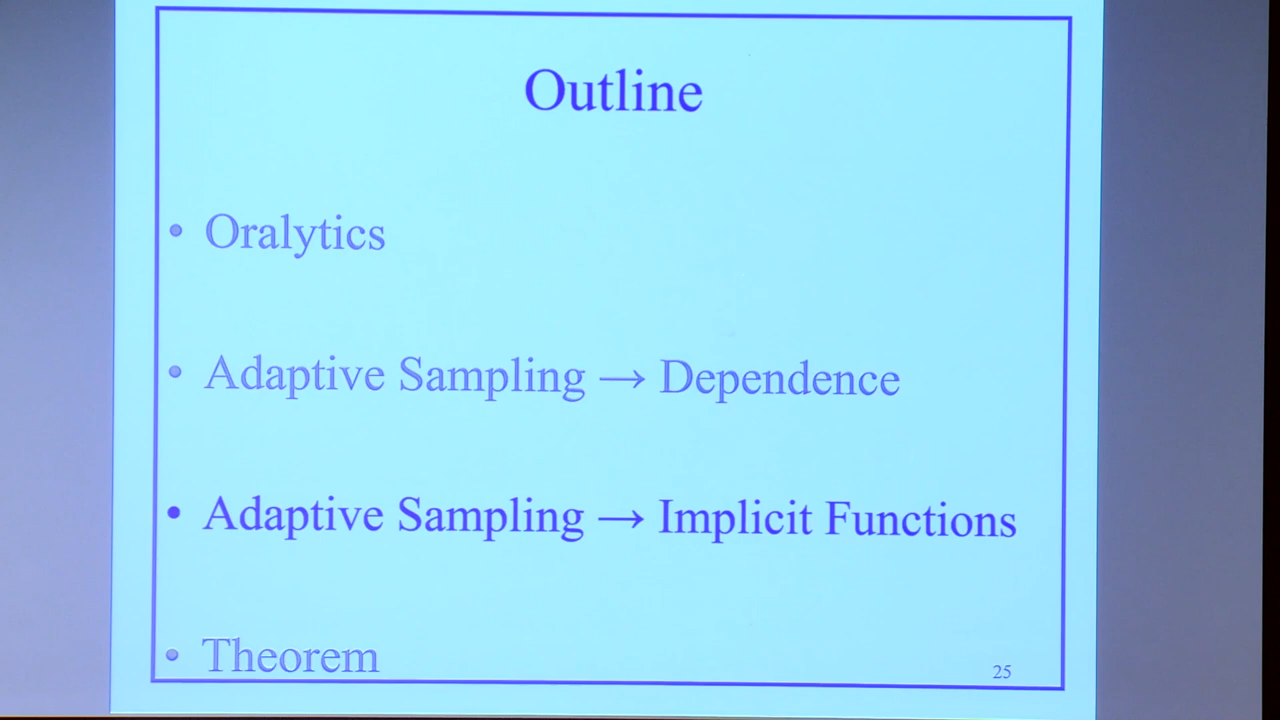 Outline
• Oralytics
• Adaptive Sampling → Dependence
• Adaptive Sampling → Implicit Functions
• Theorem
25